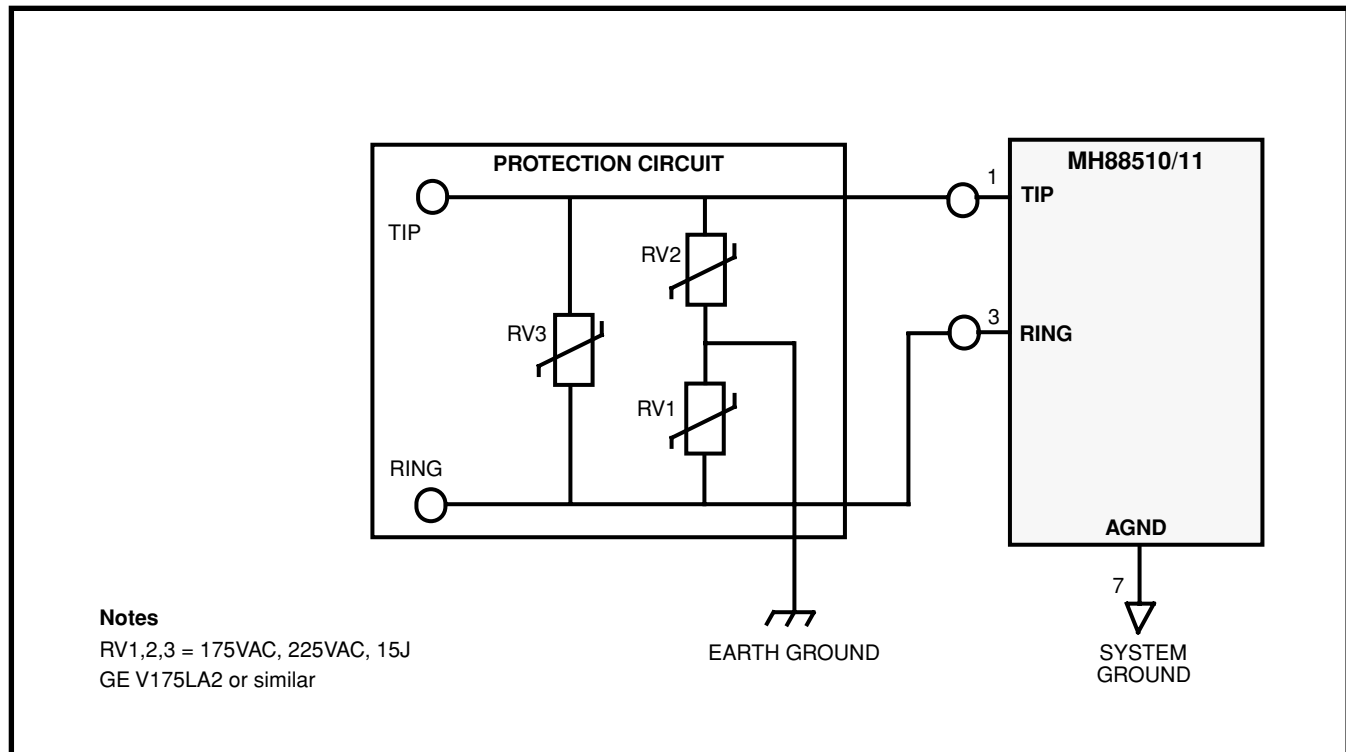 PROTECTION CIRCUIT
MH88510/11
1
TIP
TIP
RV2
3
RING
RV3
RV1
RING
AGND
7
Notes
RV1,2,3 = 175VAC, 225VAC, 15J
GE V175LA2 or similar
EARTH GROUND
SYSTEM
GROUND